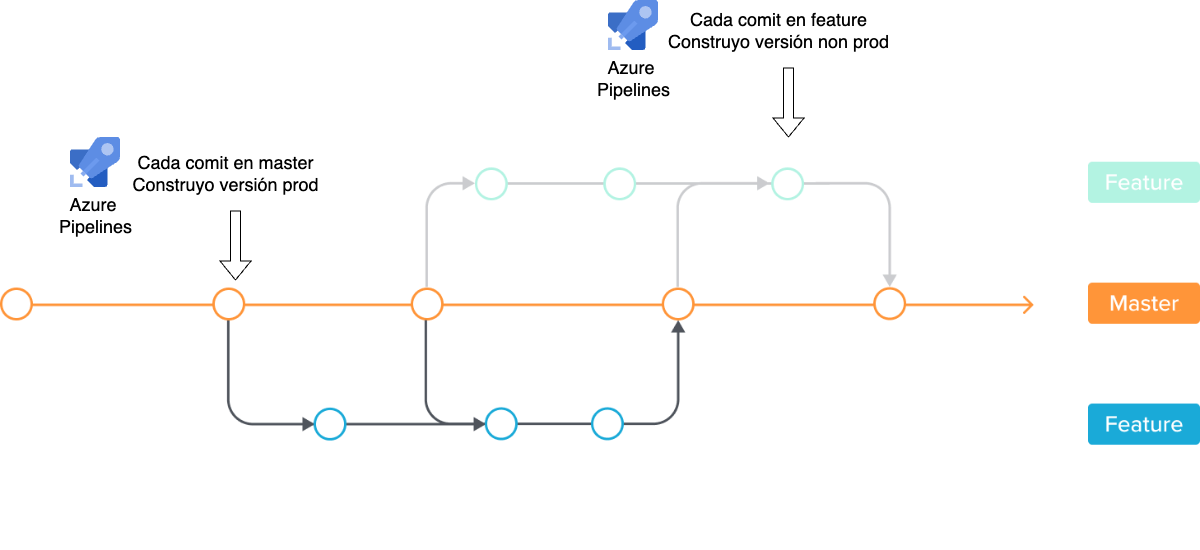 Cada comit en feature
Construyo versión non prod
Azure
Pipelines
Cada comit en master
Construyo versión prod
Azure
Pipelines
Feature
Master
Feature